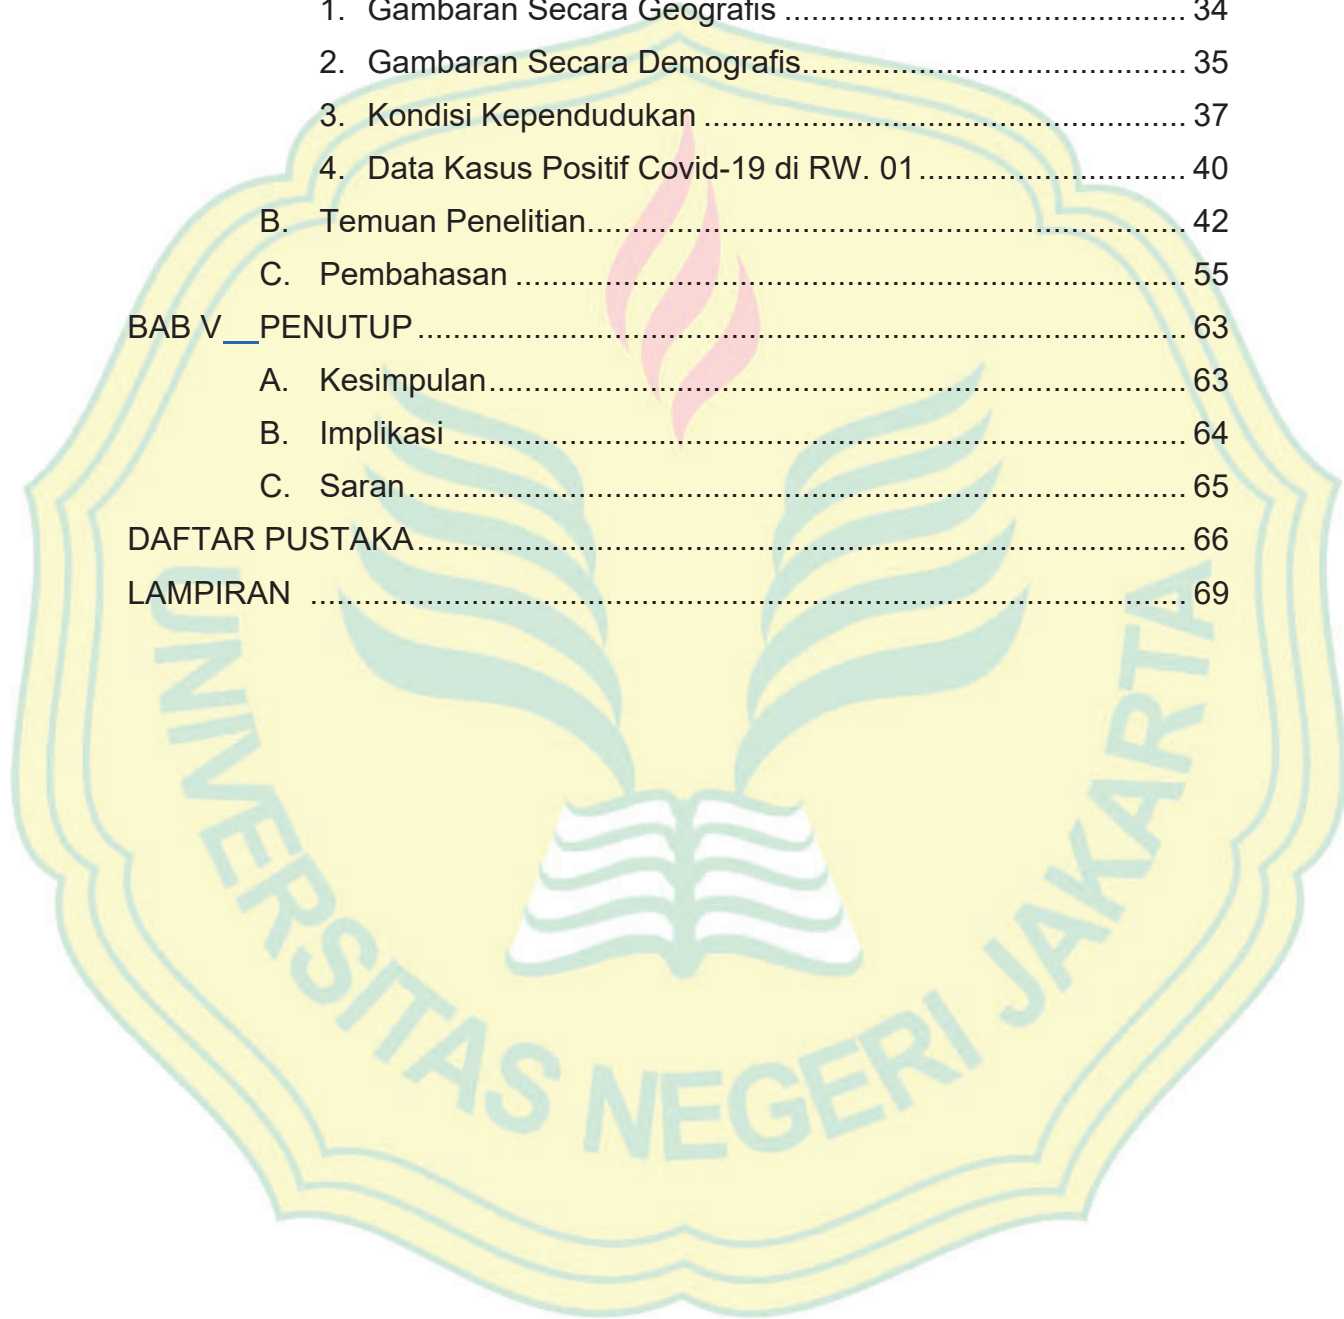 1. Gambaran Secara Geografis ............................................. 34
2. Gambaran Secara Demografis........................................... 35
3. Kondisi Kependudukan ...................................................... 37
4. Data Kasus Positif Covid-19 di RW. 01.............................. 40
B. Temuan Penelitian................................................................... 42
C. Pembahasan ........................................................................... 55
BAB V PENUTUP...................................................................................... 63
A. Kesimpulan.............................................................................. 63
B. Implikasi .................................................................................. 64
C. Saran....................................................................................... 65
DAFTAR PUSTAKA...................................................................................... 66
LAMPIRAN .................................................................................................. 69
UNIVERSITAS NEGERI JAKARTA